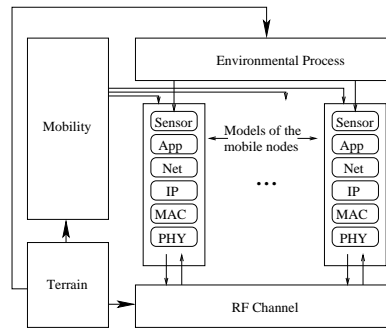 Environmental Process
Mobility
Sensor
App
Net
IP
MAC
PHY
Models of the
mobile nodes
...
Sensor
App
Net
IP
MAC
PHY
Terrain
RF Channel